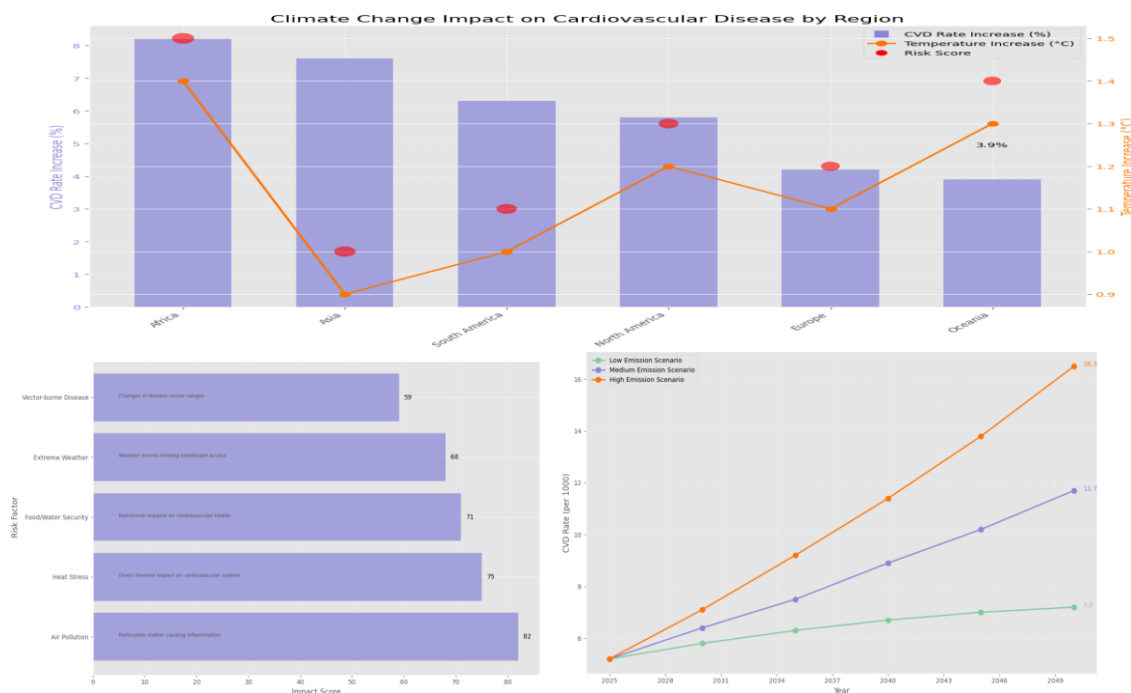 Climate Change Impact on Cardiovascular Disease by Region
CVD Rate Increase (%)
Temperature Increase (°C)
Risk Score
8
7
6
5
4
3
2
1
0
CVD Rate Increase (%)
1.5
1.4
1.3
1.2
1.1
1.0
0.9
Temperature Increase (°C)
3.9%
Africa
Asia
South America
North America
Europe
Oceania
Risk Factor
Vector-borne Disease
Changes in disease vector ranges
59
Extreme Weather
Weather events limiting healthcare access
68
Food/Water Security
Nutritional impacts on cardiovascular health
71
Heat Stress
Direct thermal impact on cardiovascular system
75
Air Pollution
Particulate matter causing inflammation
82
0 10 20 30 40 50 60 70 80
Impact Score
Low Emission Scenario
Medium Emission Scenario
High Emission Scenario
16.5
11.7
7.2
16
14
12
10
8
6
CVD Rate (per 1000)
2025 2028 2030 2032 2035 2037 2040 2041 2044 2046 2049
Year